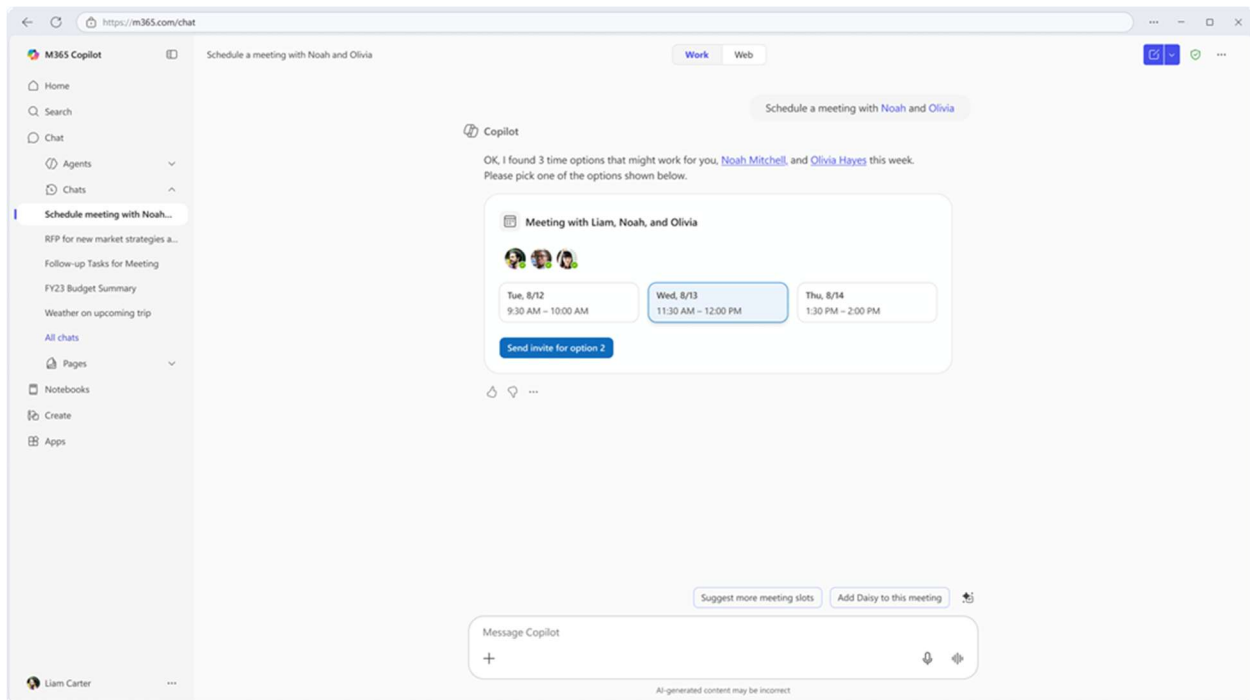 https://m365.com/chat
M365 Copilot
Home
Search
Chat
Agents
Chats
Schedule meeting with Noah...
RFP for new market strategies a...
Follow-up Tasks for Meeting
FY23 Budget Summary
Weather on upcoming trip
All chats
Pages
Notebooks
Create
Apps
Liam Carter
Schedule a meeting with Noah and Olivia
Work Web
Schedule a meeting with Noah and Olivia
Copilot
OK, I found 3 time options that might work for you, Noah Mitchell, and Olivia Hayes this week.
Please pick one of the options shown below.
Meeting with Liam, Noah, and Olivia
Tue, 8/12
9:30 AM – 10:00 AM
Wed, 8/13
11:30 AM – 12:00 PM
Thu, 8/14
1:30 PM – 2:00 PM
Send invite for option 2
Suggest more meeting slots
Add Daisy to this meeting
Message Copilot
AI-generated content may be incorrect